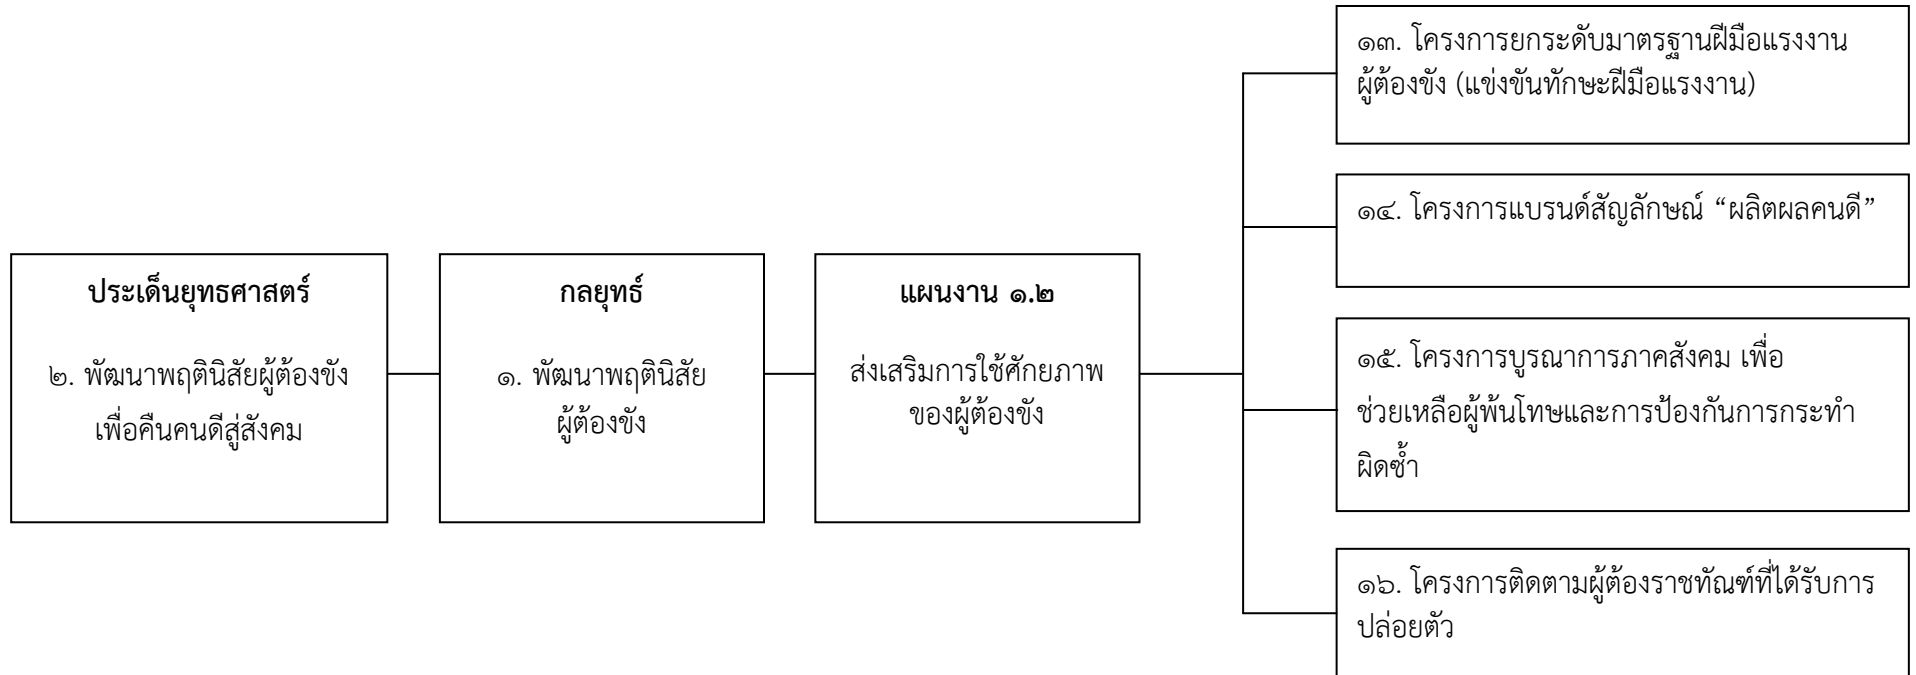 ประเด็นยุทธศาสตร์
๒. พัฒนาพฤตินิสัยผู้ต้องขัง
เพื่อคืนคนดีสู่สังคม
กลยุทธ์
๑. พัฒนาพฤตินิสัย
ผู้ต้องขัง
แผนงาน ๑.๒
ส่งเสริมการใช้ศักยภาพ
ของผู้ต้องขัง
๑๓. โครงการยกระดับมาตรฐานฝีมือแรงงาน
ผู้ต้องขัง (แข่งขันทักษะฝีมือแรงงาน)
๑๔. โครงการแบรนด์สัญลักษณ์ “ผลิตผลคนดี”
๑๕. โครงการบูรณาการภาคสังคม เพื่อ
ช่วยเหลือผู้พ้นโทษและการป้องกันการกระทำ
ผิดซ้ำ
๑๖. โครงการติดตามผู้ต้องราชทัณฑ์ที่ได้รับการ
ปล่อยตัว